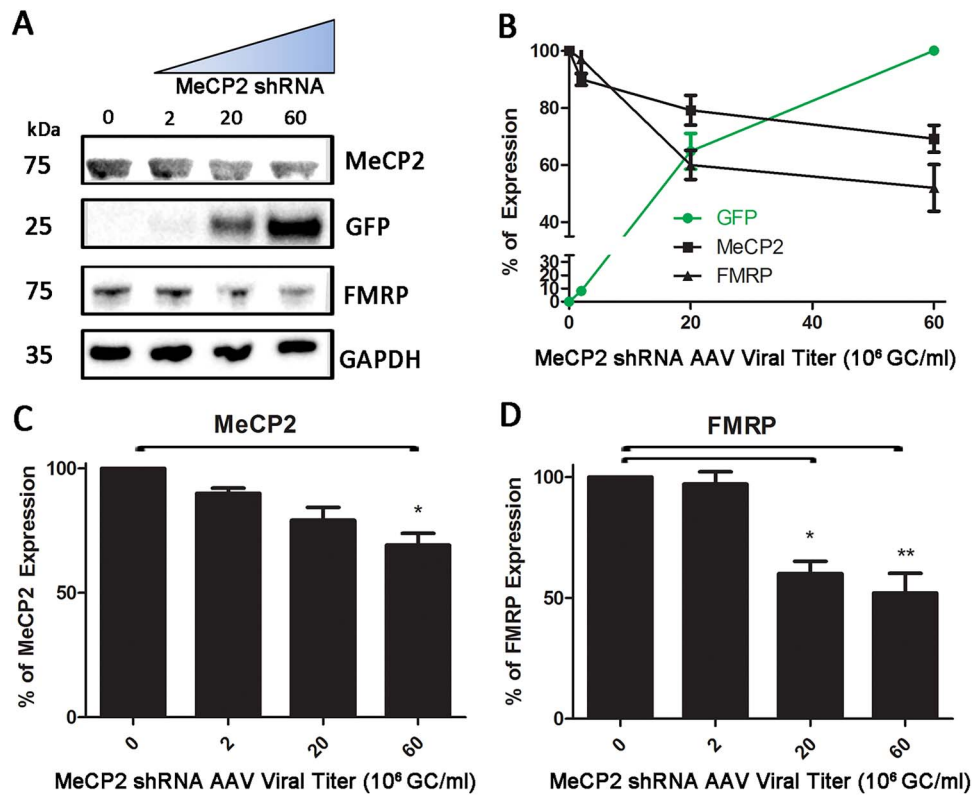 A
MeCP2 shRNA
0 2 20 60
kDa
75 MeCP2
25 GFP
75 FMRP
35 GAPDH
B
% of Expression
100
80
60
40
30
20
10
0
0 20 40 60
GFP
MeCP2
FMRP
MeCP2 shRNA AAV Viral Titer (10⁶ GC/ml)
C
MeCP2
% of MeCP2 Expression
100
50
0
*
0 2 20 60
MeCP2 shRNA AAV Viral Titer (10⁶ GC/ml)
D
FMRP
% of FMRP Expression
100
50
0
* **
0 2 20 60
MeCP2 shRNA AAV Viral Titer (10⁶ GC/ml)